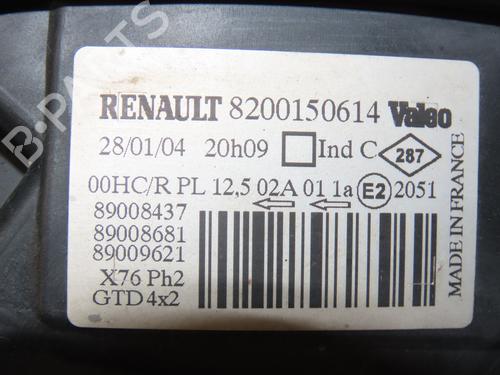 RENAULT 8200150614 Valeo
28/01/04 20h09 Ind C 287
00HC/R PL 12,5 02A 01 1a E2 2051
89008437
89008681
89009621
X76 Ph2
GTD 4x2
MADE IN FRANCE
B-PARTS